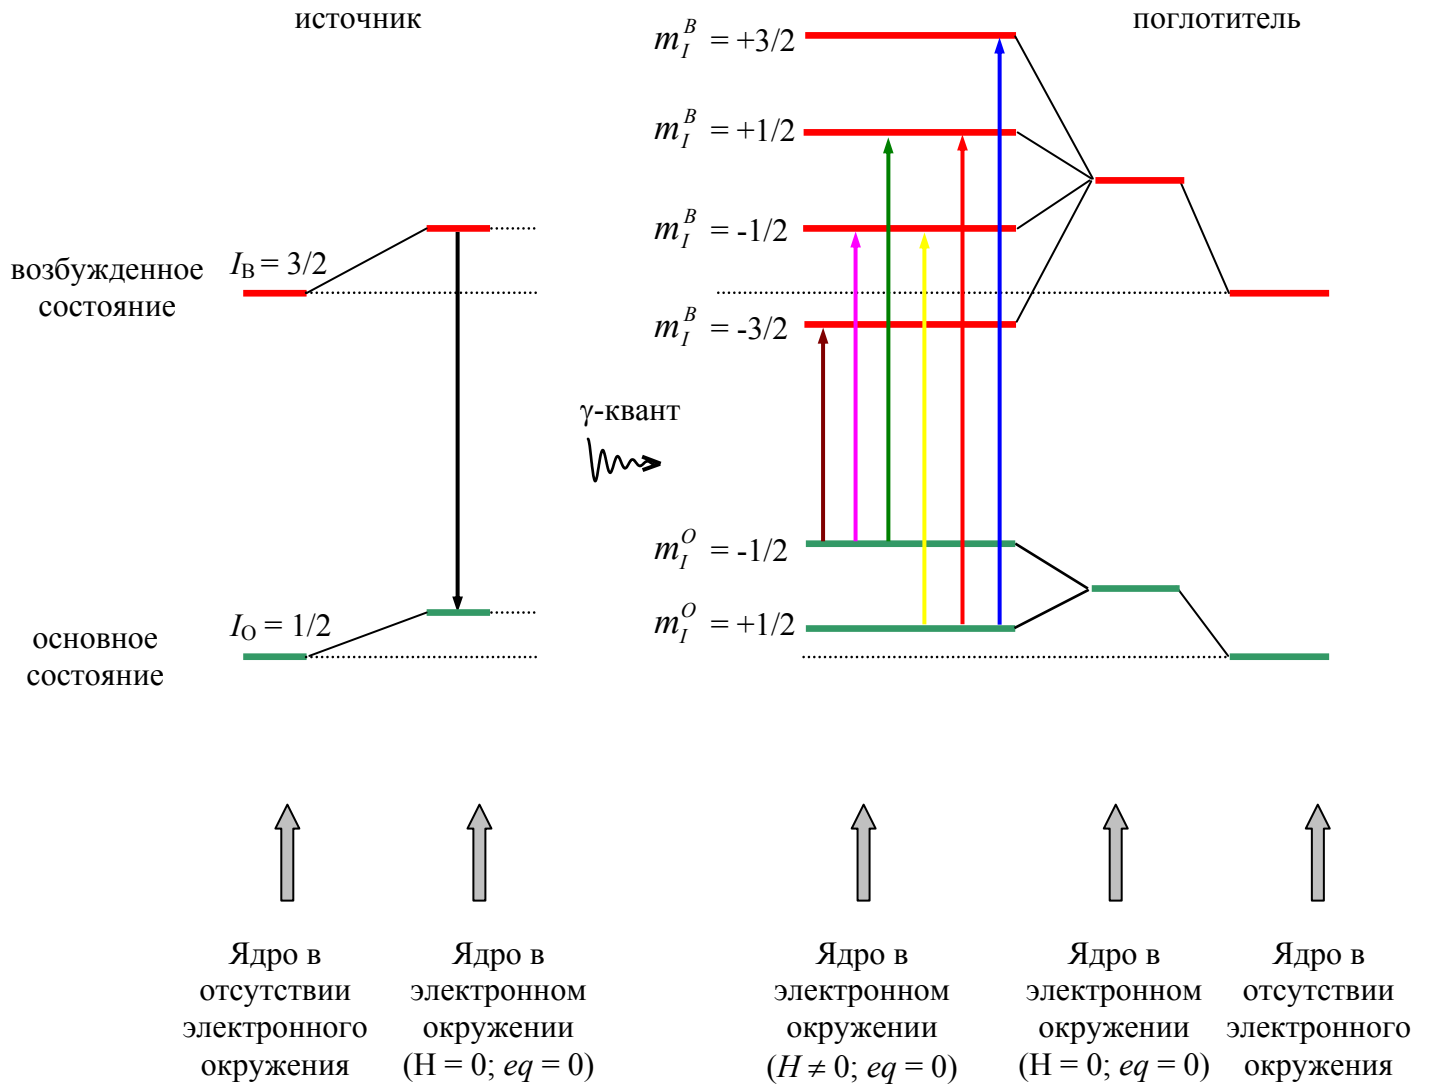 источник
поглотитель
m_I^B = +3/2
m_I^B = +1/2
m_I^B = -1/2
I_B = 3/2
возбужденное
состояние
m_I^B = -3/2
γ-квант
m_I^O = -1/2
I_O = 1/2
m_I^O = +1/2
основное
состояние
Ядро в
отсутствии
электронного
окружения
Ядро в
электронном
окружении
(H = 0; eq = 0)
Ядро в
электронном
окружении
(H ≠ 0; eq = 0)
Ядро в
электронном
окружении
(H = 0; eq = 0)
Ядро в
отсутствии
электронного
окружения